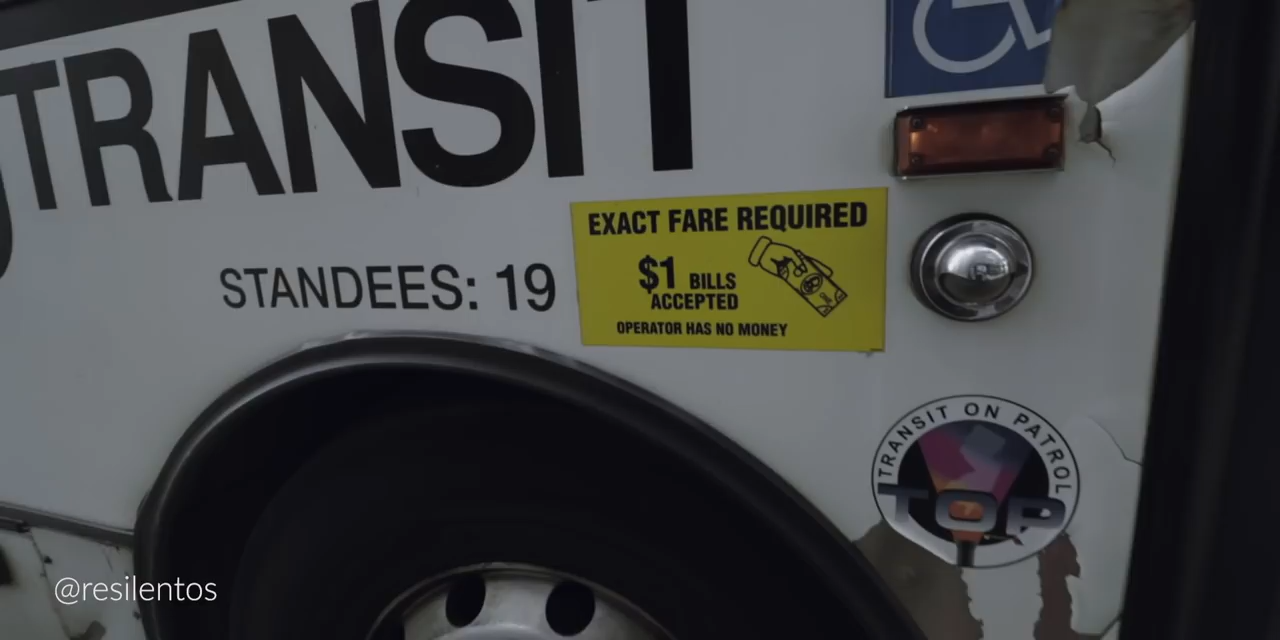 TRANSIT
STANDEES: 19
EXACT FARE REQUIRED
$1 BILLS
ACCEPTED
OPERATOR HAS NO MONEY
TRANSIT ON PATROL
TOP
@resilentos